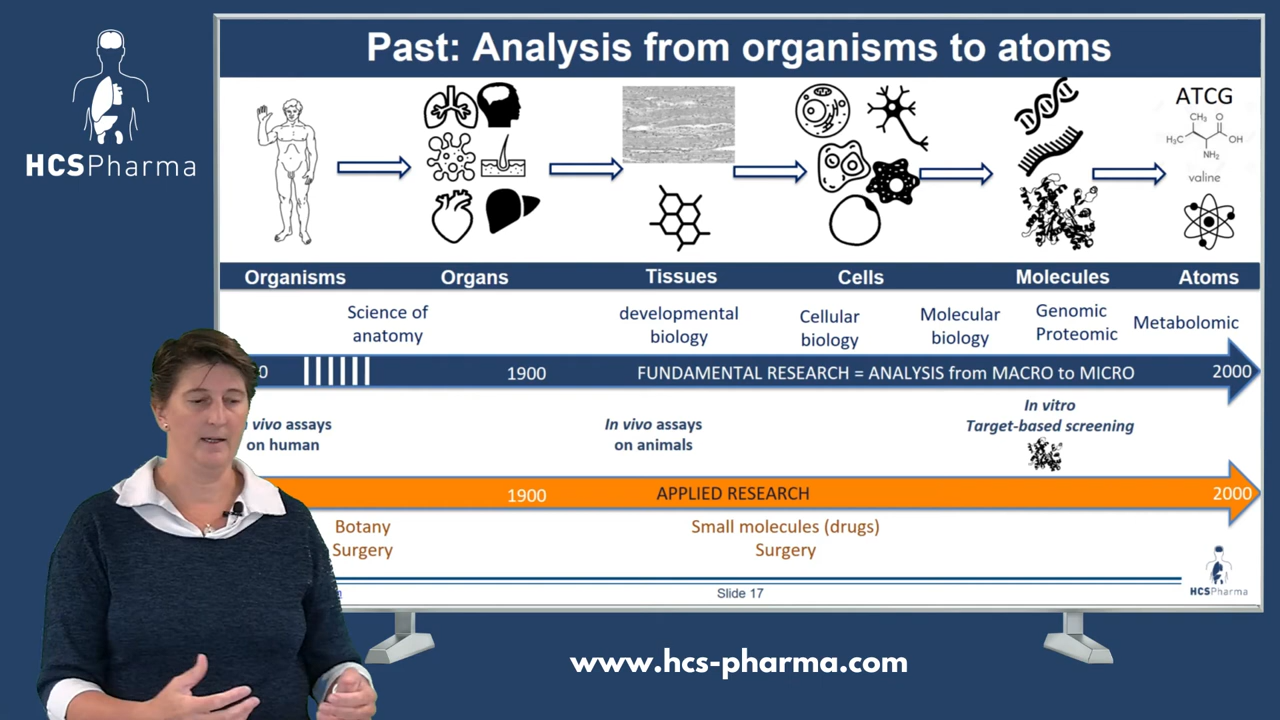 HCSPharma
Past: Analysis from organisms to atoms
ATCG
CH₃
O
H₃C
OH
NH₂
valine
Organisms
Organs
Tissues
Cells
Molecules
Atoms
Science of
anatomy
developmental
biology
Cellular
biology
Molecular
biology
Genomic
Proteomic
Metabolomic
0
1900
FUNDAMENTAL RESEARCH = ANALYSIS from MACRO to MICRO
2000
vivo assays
on human
In vivo assays
on animals
In vitro
Target-based screening
1900
APPLIED RESEARCH
2000
Botany
Surgery
Small molecules (drugs)
Surgery
Slide 17
HCSPharma
www.hcs-pharma.com